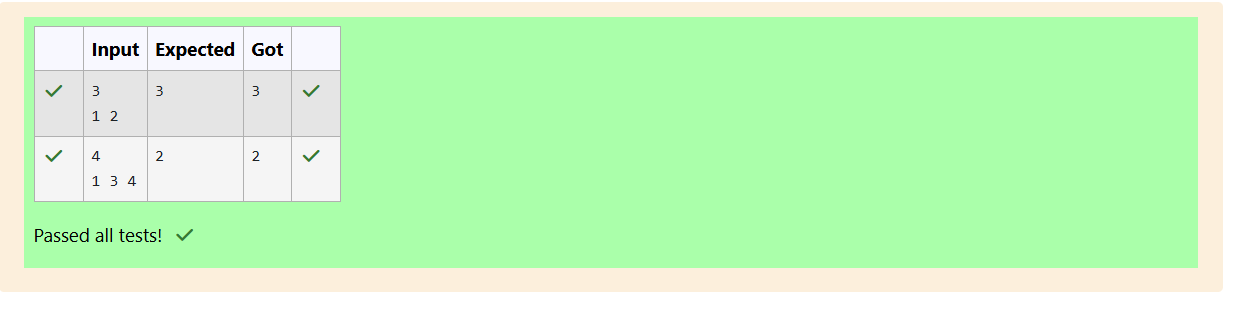 Input Expected Got
3 3 3
1 2
4 2 2
1 3 4
Passed all tests!